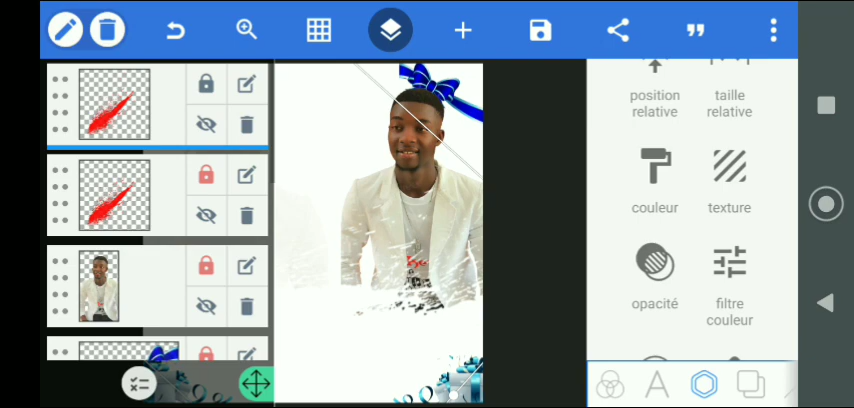 position
relative
taille
relative
couleur
texture
opacité
filtre
couleur